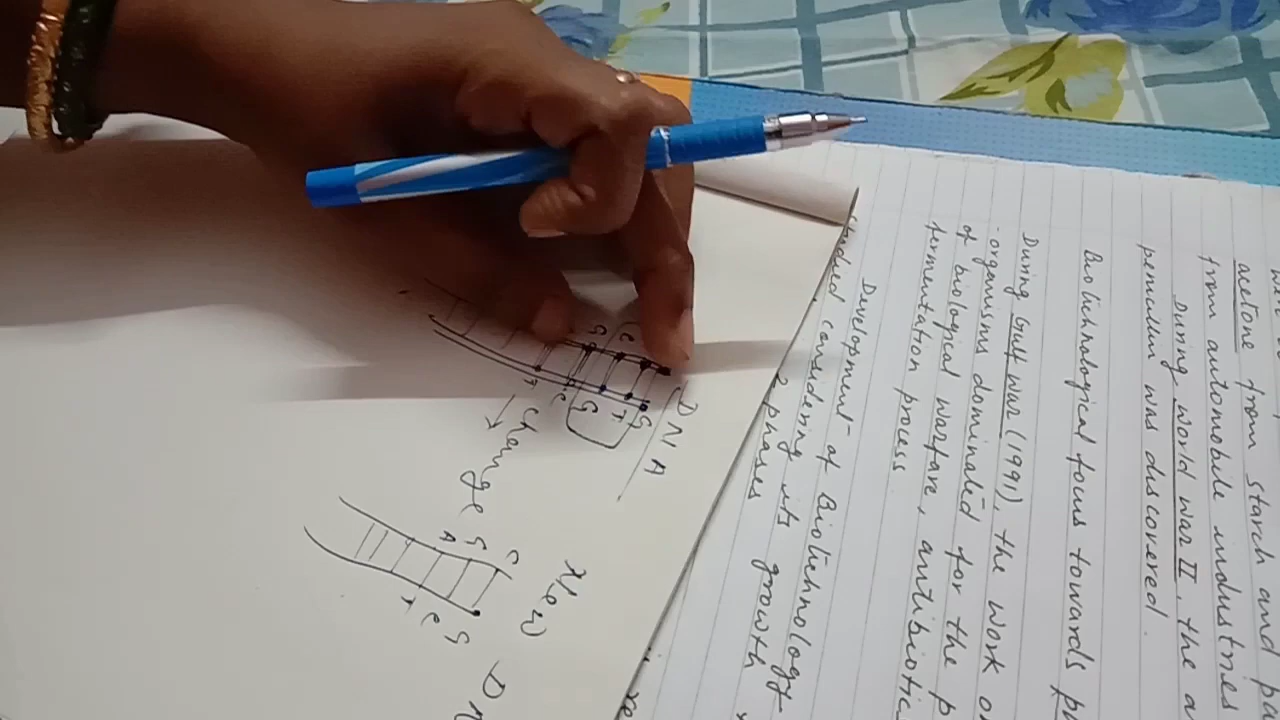 acetone from starch and
from automobile industries
During world war II, the
penicillin was discovered.
Biotechnological focus towards
During Gulf war (1991), the work
organisms dominated for the
of biological warfare, antibiotic
fermentation process
Development of Biotechnology
studied considering its growth
2 phases
DNA
G
T
G
C
T
C
G
change
New
C
G
A
G
C
T